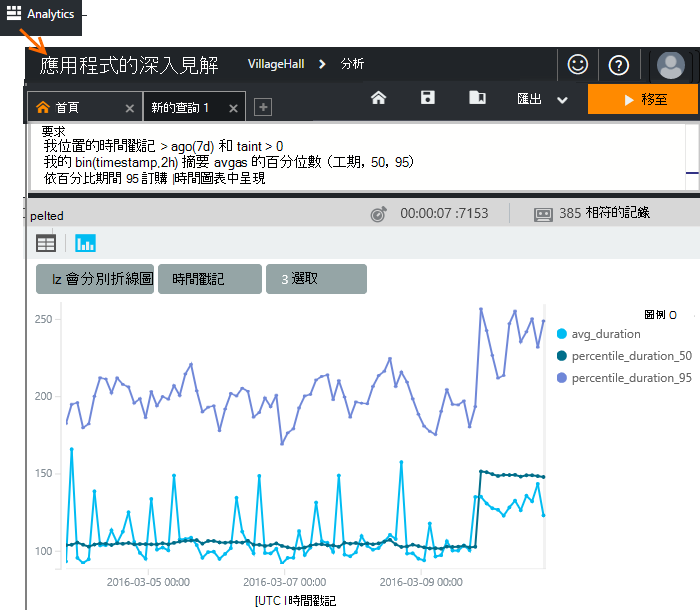 Analytics
應用程式的深入見解 VillageHall 分析
首頁 新的查詢 1 匯出 移至
要求
我位置的時間戳記 > ago(7d) 和 taint > 0
我的 bin(timestamp,2h) 摘要 avgas 的百分位數 (工期, 50, 95)
依百分比期間 95 訂購 |時間圖表中呈現
pelted 00:00:07 :7153 385 相符的記錄
lz 會分別折線圖 時間戳記 3 選取
圖例 O
avg_duration
percentile_duration_50
percentile_duration_95
250
200
150
100
2016-03-05 00:00 2016-03-07 00:00 2016-03-09 00:00
[UTC l 時間戳記